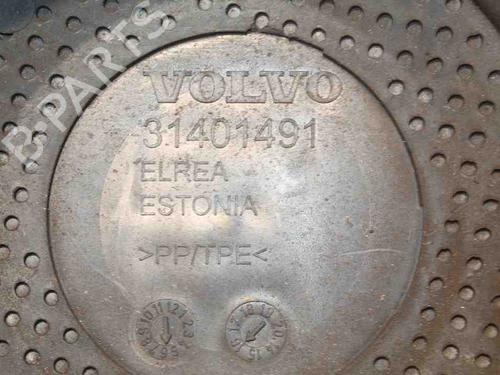 B-PARTS
VOLVO
31401491
ELREA
ESTONIA
>PP/TPE<